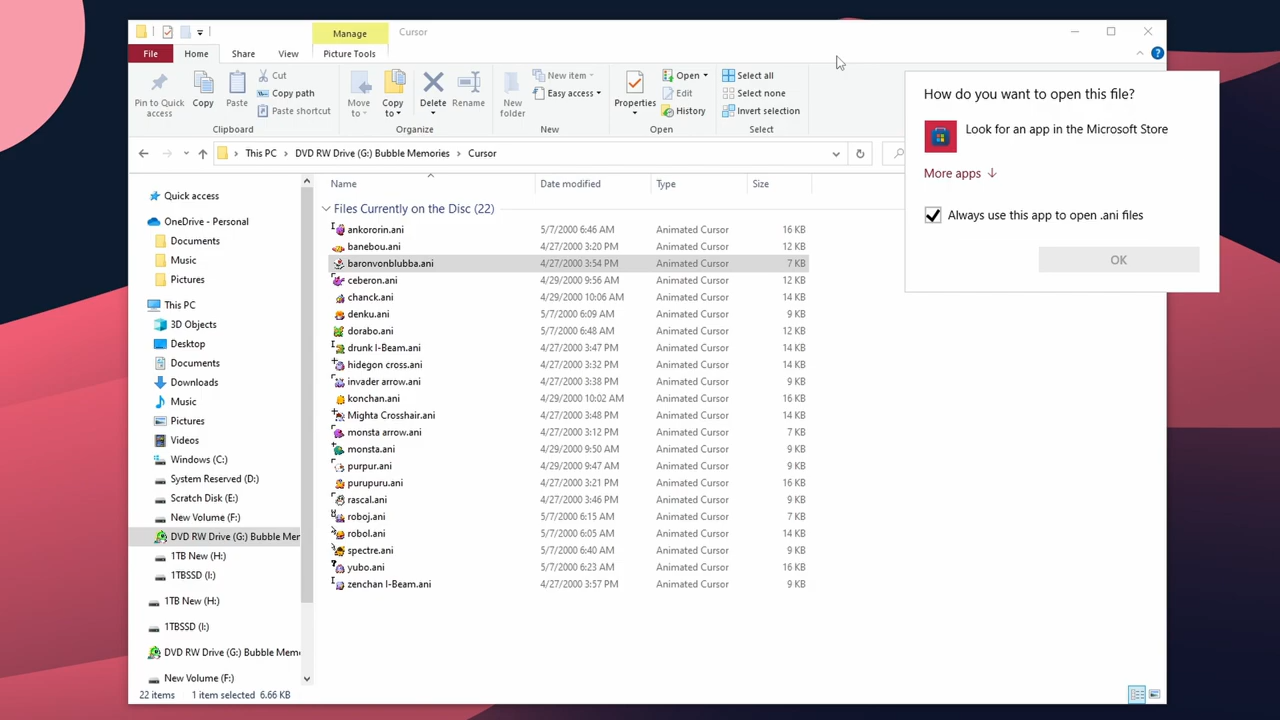 Manage
Cursor
File
Home
Share
View
Picture Tools
Pin to Quick
access
Copy
Paste
Cut
Copy path
Paste shortcut
Clipboard
Move
to
Copy
to
Delete
Rename
Organize
New
folder
New item
Easy access
New
Properties
Open
Edit
History
Open
Select all
Select none
Invert selection
Select
This PC > DVD RW Drive (G:) Bubble Memories > Cursor
Name Date modified Type Size
Files Currently on the Disc (22)
ankororin.ani 5/7/2000 6:46 AM Animated Cursor 16 KB
banebou.ani 4/27/2000 3:20 PM Animated Cursor 12 KB
baronvonblubba.ani 4/27/2000 3:54 PM Animated Cursor 7 KB
ceberon.ani 4/29/2000 9:56 AM Animated Cursor 12 KB
chanck.ani 4/29/2000 10:06 AM Animated Cursor 14 KB
denku.ani 5/7/2000 6:09 AM Animated Cursor 9 KB
dorabo.ani 5/7/2000 6:48 AM Animated Cursor 12 KB
drunk I-Beam.ani 4/27/2000 3:47 PM Animated Cursor 14 KB
hidegon cross.ani 4/27/2000 3:32 PM Animated Cursor 14 KB
invader arrow.ani 4/27/2000 3:38 PM Animated Cursor 9 KB
konchan.ani 4/29/2000 10:02 AM Animated Cursor 16 KB
Mighta Crosshair.ani 4/27/2000 3:48 PM Animated Cursor 14 KB
monsta arrow.ani 4/27/2000 3:12 PM Animated Cursor 7 KB
monsta.ani 4/29/2000 9:50 AM Animated Cursor 9 KB
purpur.ani 4/29/2000 9:47 AM Animated Cursor 9 KB
purupuru.ani 4/27/2000 3:21 PM Animated Cursor 16 KB
rascal.ani 4/27/2000 3:46 PM Animated Cursor 9 KB
roboj.ani 5/7/2000 6:15 AM Animated Cursor 7 KB
robol.ani 5/7/2000 6:05 AM Animated Cursor 14 KB
spectre.ani 5/7/2000 6:40 AM Animated Cursor 9 KB
yubo.ani 5/7/2000 6:23 AM Animated Cursor 16 KB
zenchan I-Beam.ani 4/27/2000 3:57 PM Animated Cursor 9 KB
Quick access
OneDrive - Personal
Documents
Music
Pictures
This PC
3D Objects
Desktop
Documents
Downloads
Music
Pictures
Videos
Windows (C:)
System Reserved (D:)
Scratch Disk (E:)
New Volume (F:)
DVD RW Drive (G:) Bubble Mer
1TB New (H:)
1TBSSD (I:)
1TB New (H:)
1TBSSD (I:)
DVD RW Drive (G:) Bubble Mem
New Volume (F:)
22 items 1 item selected 6.66 KB
How do you want to open this file?
Look for an app in the Microsoft Store
More apps ↓
Always use this app to open .ani files
OK